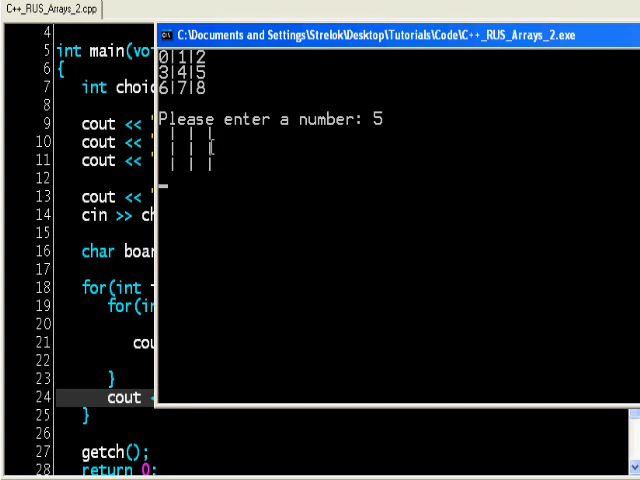 C++_RUS_Arrays_2.cpp
C:\Documents and Settings\Strelok\Desktop\Tutorials\Code\C++_RUS_Arrays_2.exe
4
5 int main(vo
6 {
7 int choic
8
9 cout << "
10 cout << "
11 cout << "
12
13 cout << "
14 cin >> ch
15
16 char boar
17
18 for(int
19 for(in
20
21 cou
22
23 }
24 cout <
25 }
26
27 getch();
28 return 0;
0|1|2
3|4|5
6|7|8
Please enter a number: 5
| | |
| | |
| | |